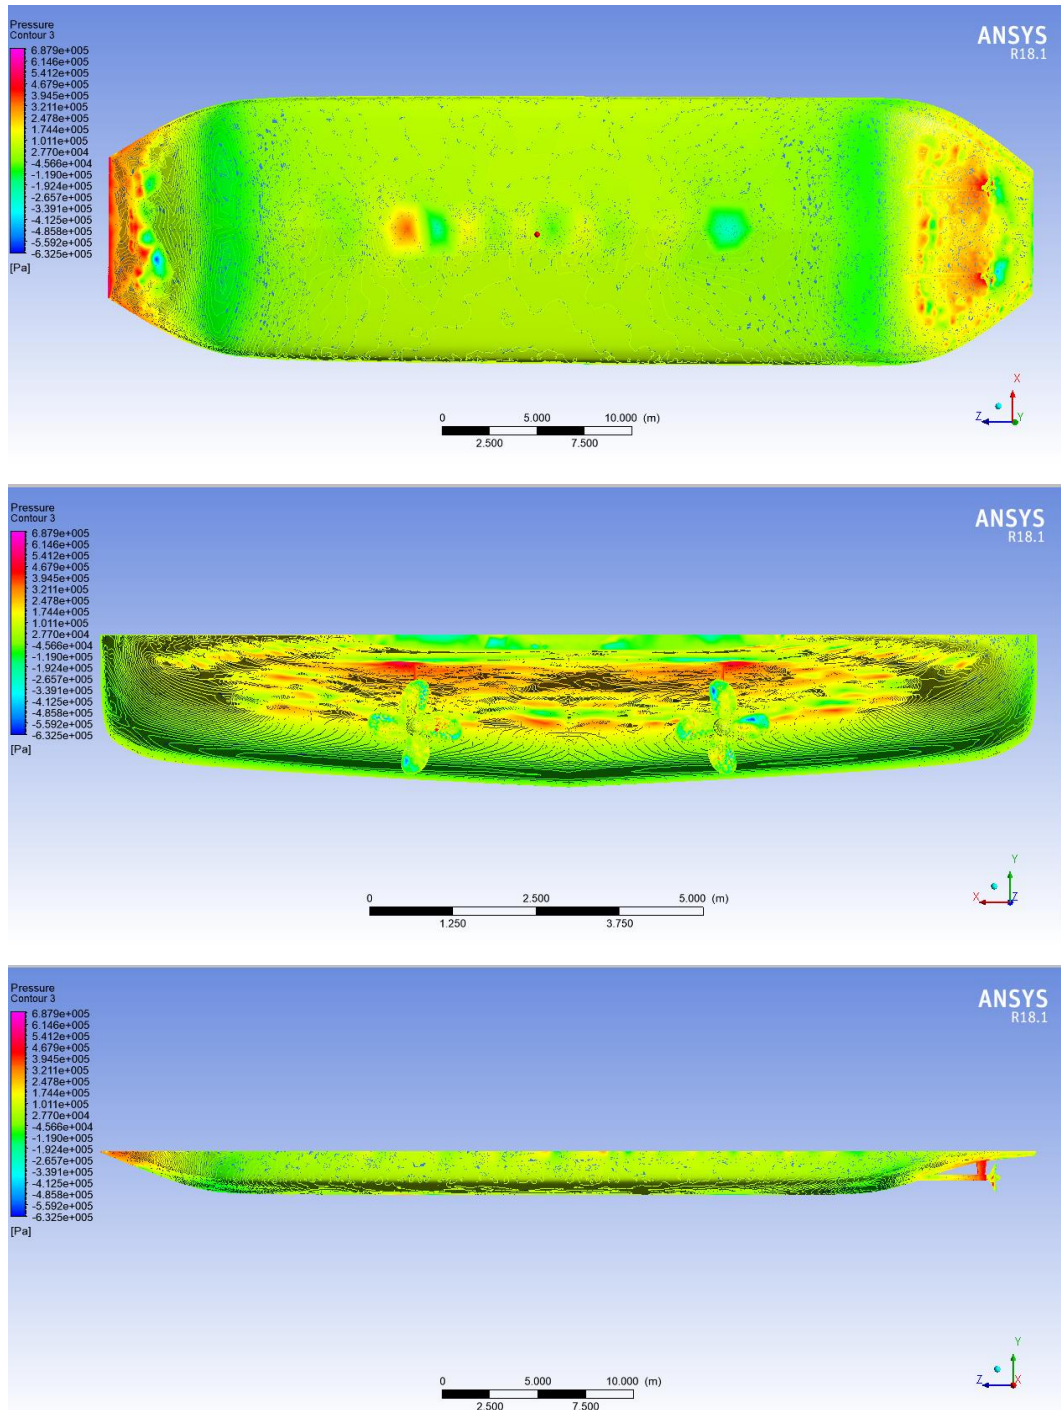 Pressure
Contour 3
6.879e+005
6.146e+005
5.412e+005
4.679e+005
3.945e+005
3.211e+005
2.478e+005
1.744e+005
1.011e+005
2.770e+004
-4.566e+004
-1.190e+005
-1.924e+005
-2.657e+005
-3.391e+005
-4.125e+005
-4.858e+005
-5.592e+005
-6.325e+005
[Pa]
ANSYS
R18.1
0 5.000 10.000 (m)
2.500 7.500
X
Z Y
Pressure
Contour 3
6.879e+005
6.146e+005
5.412e+005
4.679e+005
3.945e+005
3.211e+005
2.478e+005
1.744e+005
1.011e+005
2.770e+004
-4.566e+004
-1.190e+005
-1.924e+005
-2.657e+005
-3.391e+005
-4.125e+005
-4.858e+005
-5.592e+005
-6.325e+005
[Pa]
ANSYS
R18.1
0 2.500 5.000 (m)
1.250 3.750
Y
X Z
Pressure
Contour 3
6.879e+005
6.146e+005
5.412e+005
4.679e+005
3.945e+005
3.211e+005
2.478e+005
1.744e+005
1.011e+005
2.770e+004
-4.566e+004
-1.190e+005
-1.924e+005
-2.657e+005
-3.391e+005
-4.125e+005
-4.858e+005
-5.592e+005
-6.325e+005
[Pa]
ANSYS
R18.1
0 5.000 10.000 (m)
2.500 7.500
Y
Z X